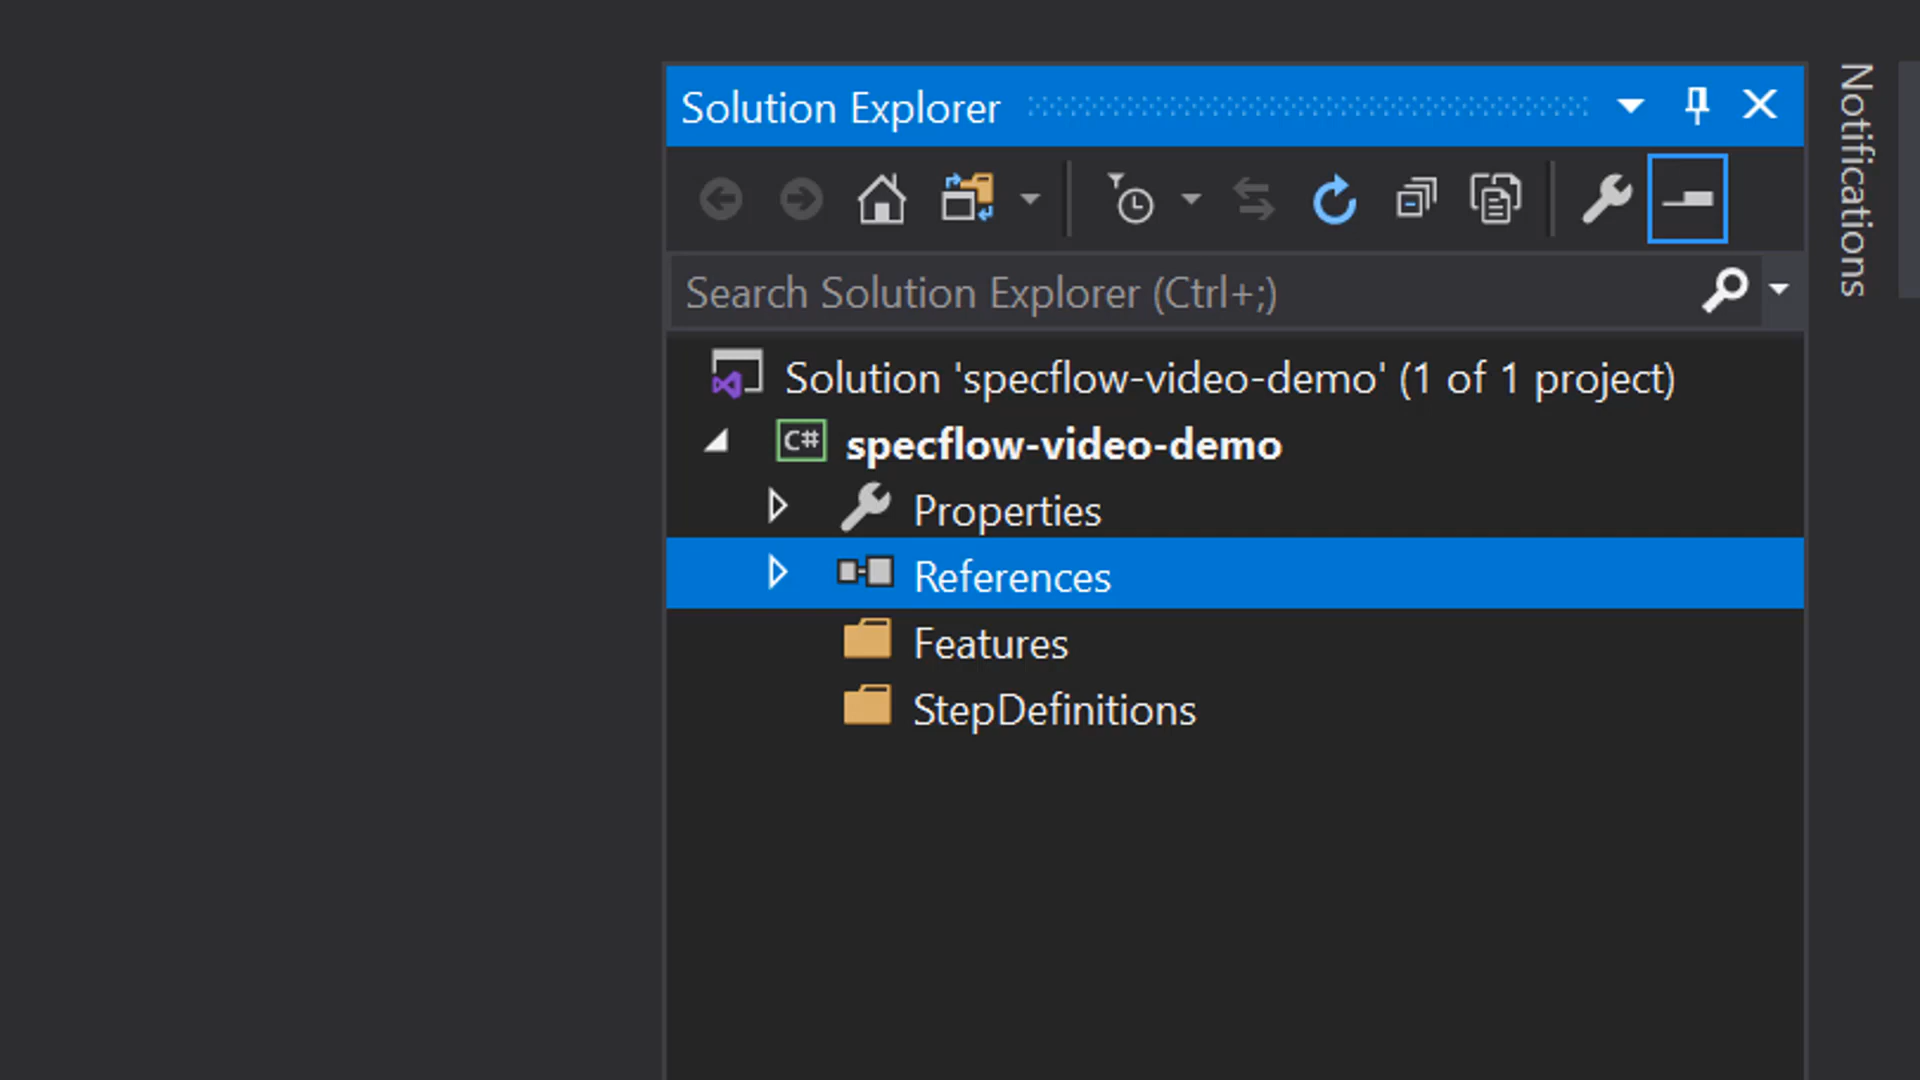 Solution Explorer
Search Solution Explorer (Ctrl+;)
Solution 'specflow-video-demo' (1 of 1 project)
C# specflow-video-demo
Properties
References
Features
StepDefinitions
Notifications